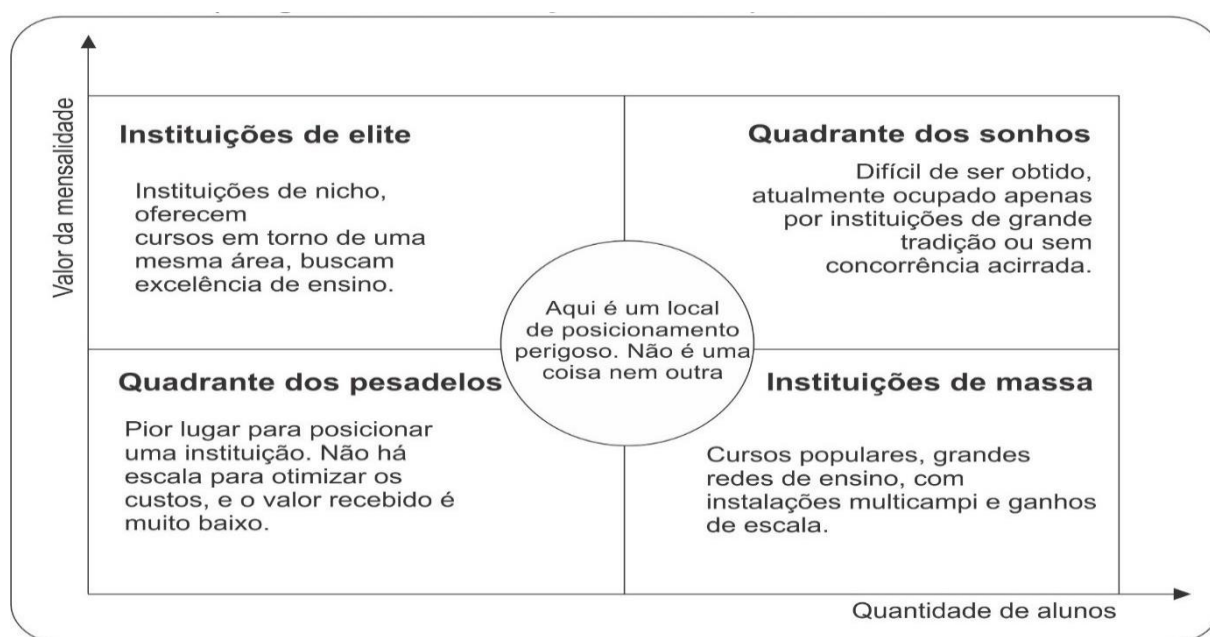 Valor da mensalidade
Instituições de elite
Instituições de nicho,
oferecem
cursos em torno de uma
mesma área, buscam
excelência de ensino.
Quadrante dos sonhos
Difícil de ser obtido,
atualmente ocupado apenas
por instituições de grande
tradição ou sem
concorrência acirrada.
Aqui é um local
de posicionamento
perigoso. Não é uma
coisa nem outra
Quadrante dos pesadelos
Pior lugar para posicionar
uma instituição. Não há
escala para otimizar os
custos, e o valor recebido é
muito baixo.
Instituições de massa
Cursos populares, grandes
redes de ensino, com
instalações multicampi e ganhos
de escala.
Quantidade de alunos